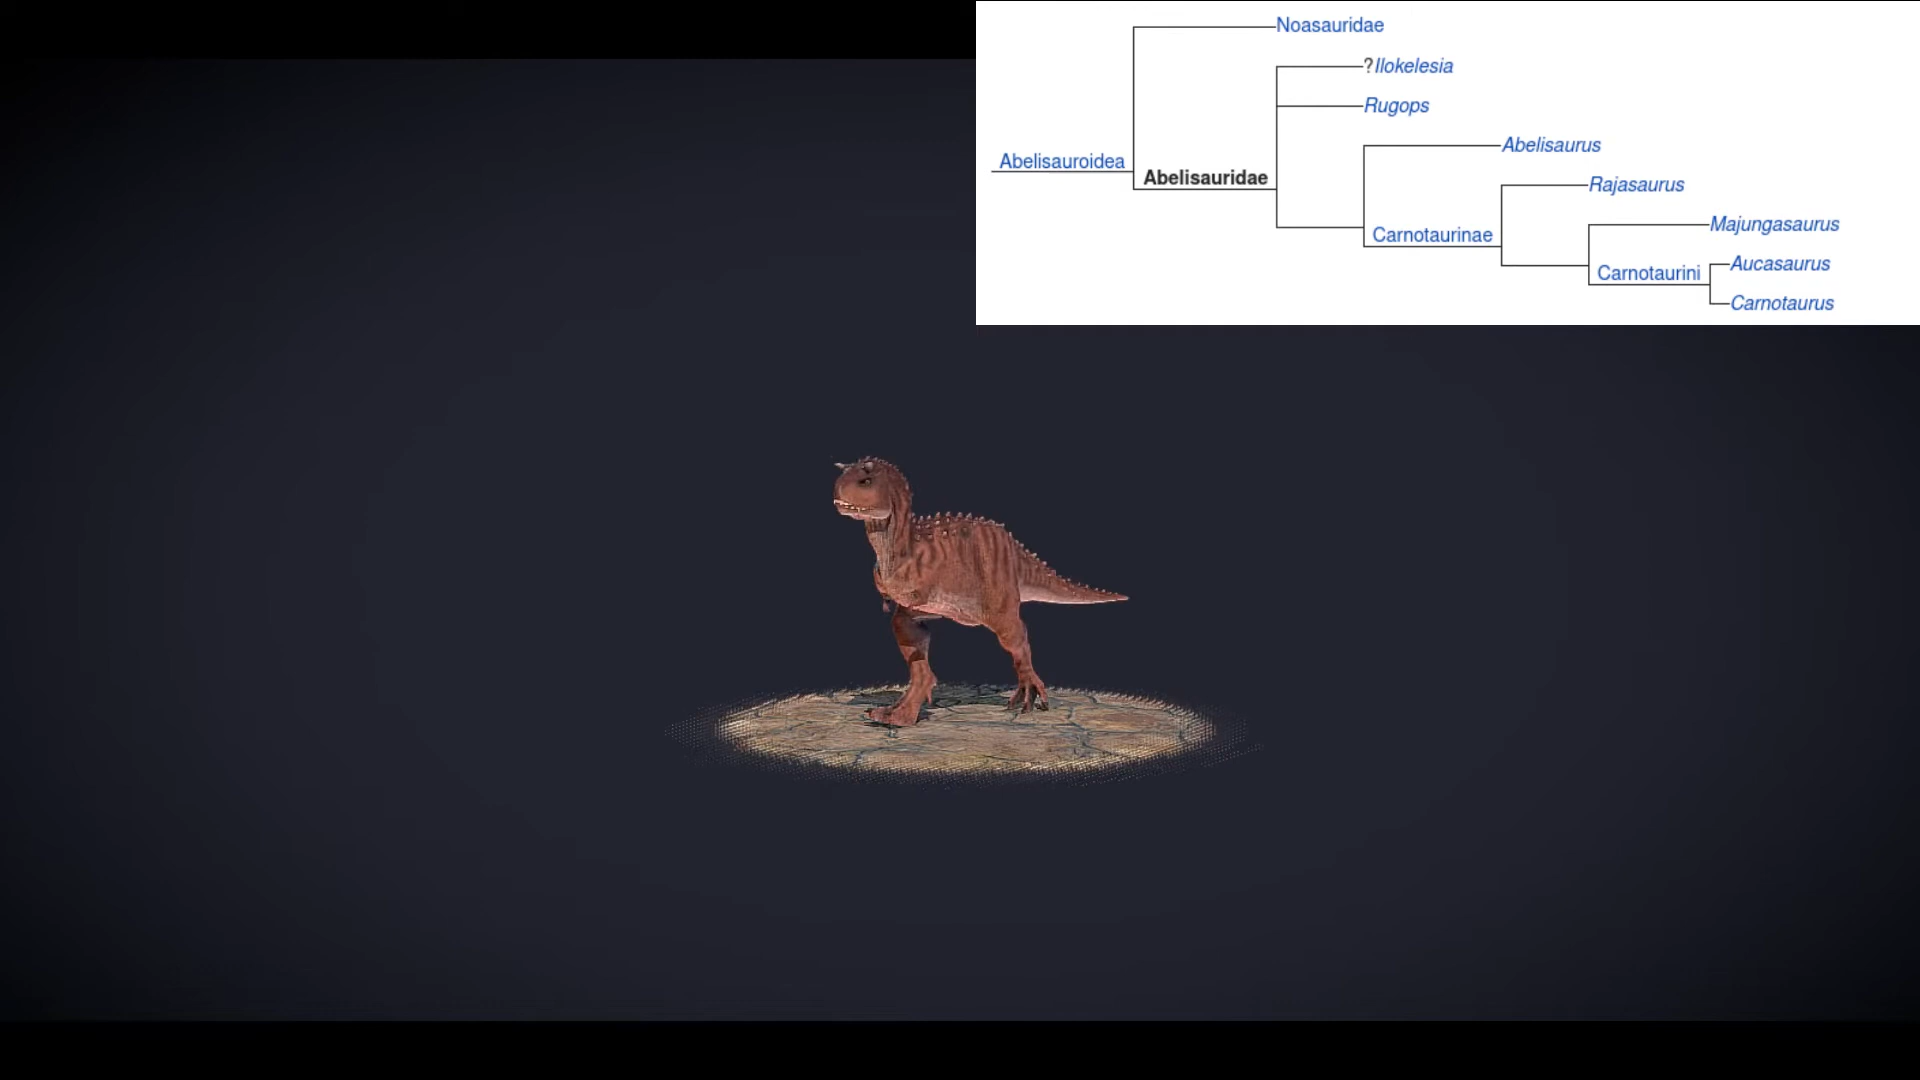 Noasauridae
?Ilokelesia
Rugops
Abelisaurus
Abelisauroidea
Abelisauridae
Rajasaurus
Majungasaurus
Carnotaurinae
Aucasaurus
Carnotaurini
Carnotaurus